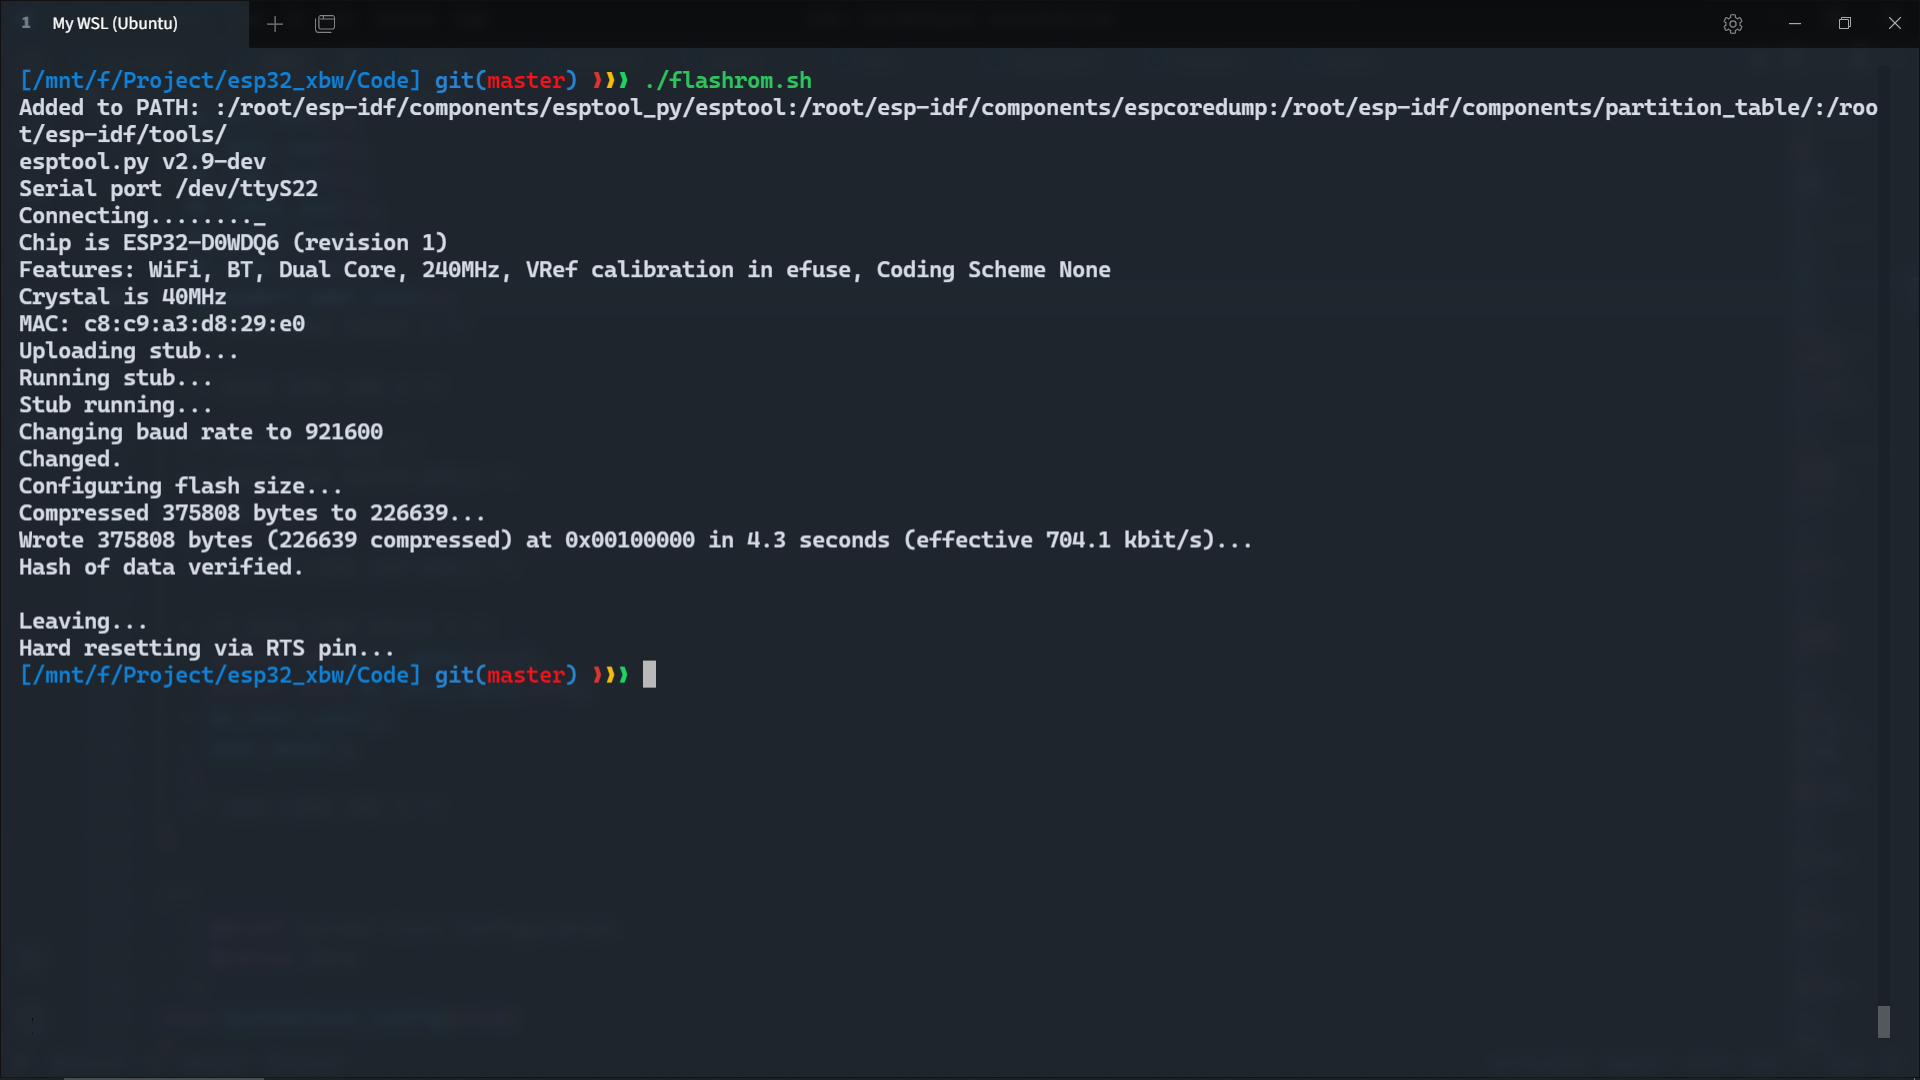 1 My WSL (Ubuntu)
[/mnt/f/Project/esp32_xbw/Code] git(master) ❯❯❯ ./flashrom.sh
Added to PATH: :/root/esp-idf/components/esptool_py/esptool:/root/esp-idf/components/espcoredump:/root/esp-idf/components/partition_table/:/roo
t/esp-idf/tools/
esptool.py v2.9-dev
Serial port /dev/ttyS22
Connecting........_
Chip is ESP32-D0WDQ6 (revision 1)
Features: WiFi, BT, Dual Core, 240MHz, VRef calibration in efuse, Coding Scheme None
Crystal is 40MHz
MAC: c8:c9:a3:d8:29:e0
Uploading stub...
Running stub...
Stub running...
Changing baud rate to 921600
Changed.
Configuring flash size...
Compressed 375808 bytes to 226639...
Wrote 375808 bytes (226639 compressed) at 0x00100000 in 4.3 seconds (effective 704.1 kbit/s)...
Hash of data verified.
Leaving...
Hard resetting via RTS pin...
[/mnt/f/Project/esp32_xbw/Code] git(master) ❯❯❯